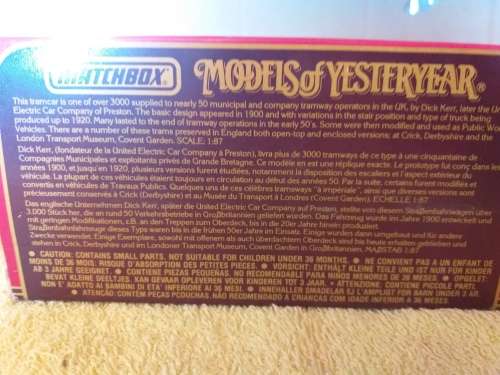 MATCHBOX
MODELS of YESTERYEAR®
This tramcar is one of over 3000 supplied to nearly 50 municipal and company tramway operators in the UK, by Dick Kerr, later the
Electric Car Company of Preston. The basic design appeared in 1900 and with variations in the stair position and type of truck being
produced up to 1920. Many lasted to the end of tramway operations in the early 50's. Some were then modified and used as Public
Vehicles. There are a number of these trams preserved in England both open-top and enclosed versions; at Crich, Derbyshire and the
London Transport Museum, Covent Garden. SCALE: 1:87
Dick Kerr, (fondateur de la United Electric Car Company à Preston), livra plus de 3000 tramways de ce type à une cinquantaine de
Compagnies Municipales et exploitants privés de Grande Bretagne. Ce modèle en est une réplique exacte. Le prototype fut conçu dans les
années 1900, et jusqu'en 1920, plusieurs versions furent étudiées, notamment la disposition des escaliers et l'aspect extérieur du
véhicule. La plupart de ces véhicules étaient toujours en circulation au début des années 50. Par la suite, certains furent modifiés et
convertis en véhicules de Travaux Publics. Quelques uns de ces célèbres tramways "à impériale", ainsi que diverses versions sont
précieusement conservés à Crich (Derbyshire) et au Musée du Transport à Londres (Covent Garden). ECHELLE 1:87
Das englische Unternehmen Dick Kerr, später die United Electric Car Company auf Preston, stellte von diesem Straßenbahnwagen über
3.000 Stück her, die an rund 50 Verkehrsbetriebe in Großbritannien geliefert wurden. Das Fahrzeug wurde im Jahre 1900 entworfen und
mit geringen Modifikationen, z.B. an den Treppen zum Oberdeck, bis in die 20er Jahre hinein produziert.
Straßenbahnfahrzeuge dieses Typs waren bis in die frühen 50er Jahre im Einsatz. Einige wurden dann umgebaut und für andere
Zwecke verwendet. Einige Exemplare, sowohl mit offenem als auch überdachtem Oberdeck sind bis heute erhalten geblieben und
stehen in Crick, Derbyshire und im Londoner Transport Museum, Covent Garden in Großbritannien. MAßSTAB 1:87
• CAUTION: CONTAINS SMALL PARTS. NOT SUITABLE FOR CHILDREN UNDER 36 MONTHS. • NE CONVIENT PAS A UN ENFANT DE
MOINS DE 36 MOIS: RISQUE D'ABSORPTION DES PETITES PIECES. • VORSICHT. ENTHÄLT KLEINE TEILE UND IST NUR FÜR KINDER
AB 3 JAHRE GEEIGNET. • CONTIENE PIEZAS PEQUEÑAS. NO RECOMENDABLE PARA NIÑOS MENORES DE 36 MESES. • OPGELET:
BEVAT KLEINE DELEN. KAN GEVAAR OPLEVEREN VOOR KINDEREN TOT 3 JAAR. • ATTENZIONE. CONTIENE PICCOLE PARTI.
NON E' ADATTO AI BAMBINI DI ETA' INFERIORE AI 36 MESI. • INNEHALLER SMADELAR EJ LAMPLIGT FOR BARN UNDER 3 AR.
• ATENÇÃO: CONTÉM PEÇAS PEQUENAS, NÃO RECOMENDADO A CRIANÇAS COM IDADE INFERIOR A 36 MESES.